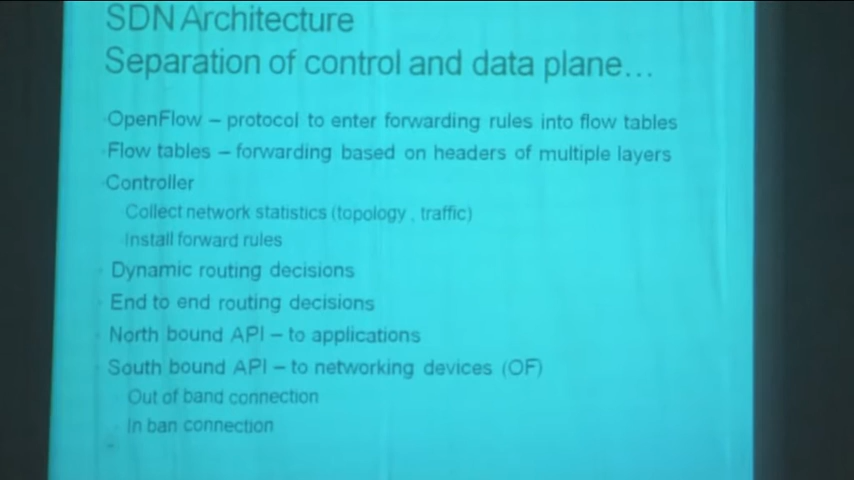 SDN Architecture
Separation of control and data plane…
OpenFlow – protocol to enter forwarding rules into flow tables
Flow tables – forwarding based on headers of multiple layers
Controller
Collect network statistics (topology , traffic)
Install forward rules
Dynamic routing decisions
End to end routing decisions
North bound API – to applications
South bound API – to networking devices (OF)
Out of band connection
In ban connection